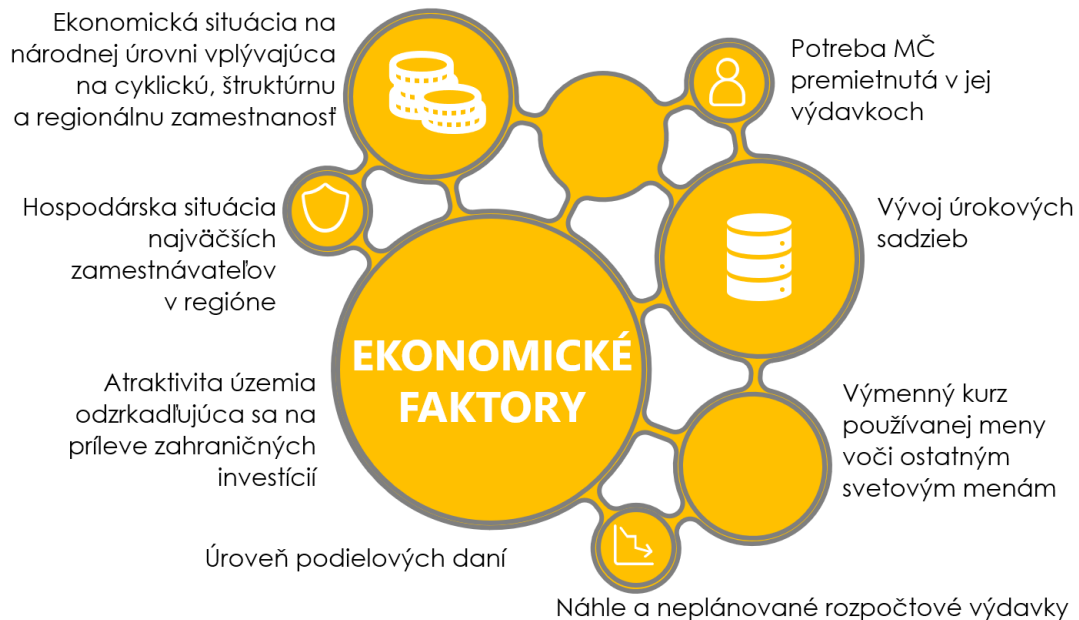 Ekonomická situácia na
národnej úrovni vplývajúca
na cyklickú, štruktúrnu
a regionálnu zamestnanosť
Potreba MČ
premietnutá v jej
výdavkoch
Hospodárska situácia
najväčších
zamestnávateľov
v regióne
Vývoj úrokových
sadzieb
EKONOMICKÉ
FAKTORY
Atraktivita územia
odzrkadľujúca sa na
príleve zahraničných
investícií
Výmenný kurz
používanej meny
voči ostatným
svetovým menám
Úroveň podielových daní
Náhle a neplánované rozpočtové výdavky